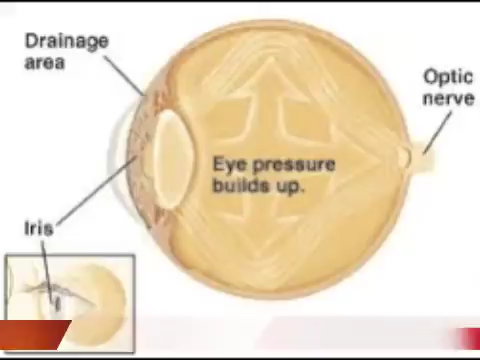 Drainage
area
Optic
nerve
Eye pressure
builds up.
Iris